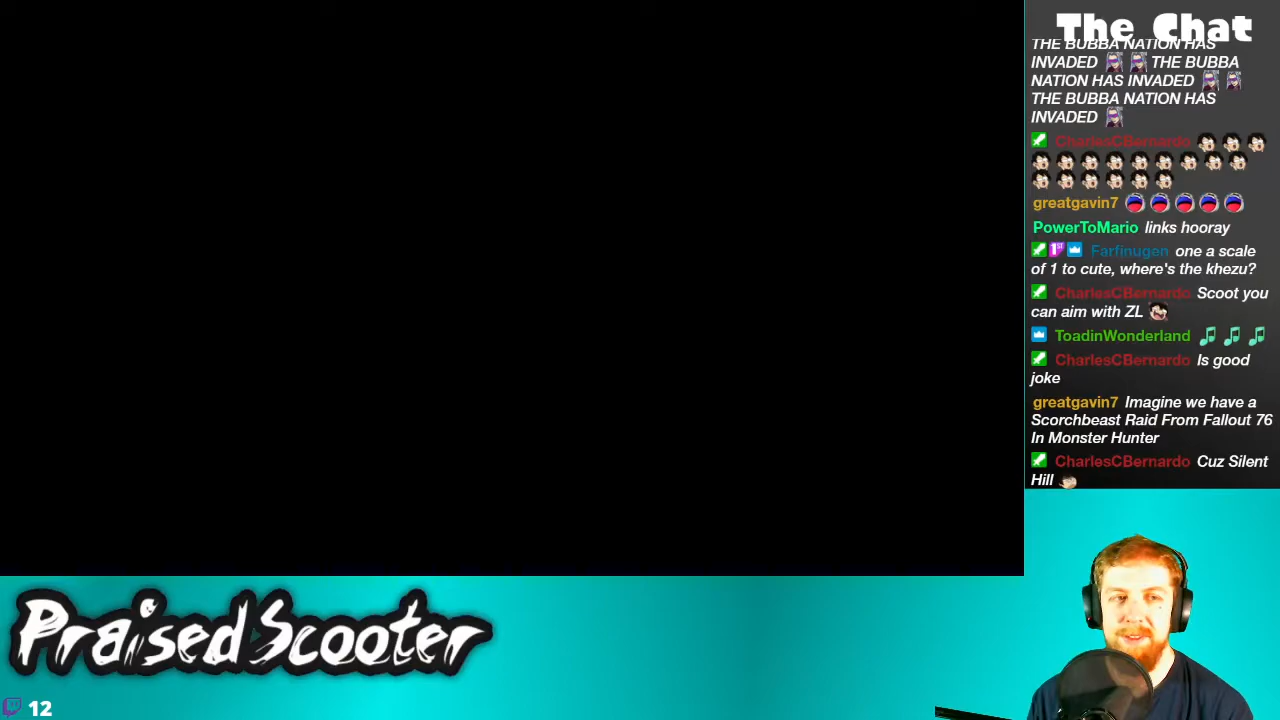 The Chat
THE BUBBA NATION HAS
INVADED THE BUBBA
NATION HAS INVADED
THE BUBBA NATION HAS
INVADED
CharlesCBernardo
greatgavin7
PowerToMario links hooray
1ST Farfinugen one a scale
of 1 to cute, where's the khezu?
CharlesCBernardo Scoot you
can aim with ZL
ToadinWonderland
CharlesCBernardo Is good
joke
greatgavin7 Imagine we have a
Scorchbeast Raid From Fallout 76
In Monster Hunter
CharlesCBernardo Cuz Silent
Hill
PraisedScooter
12